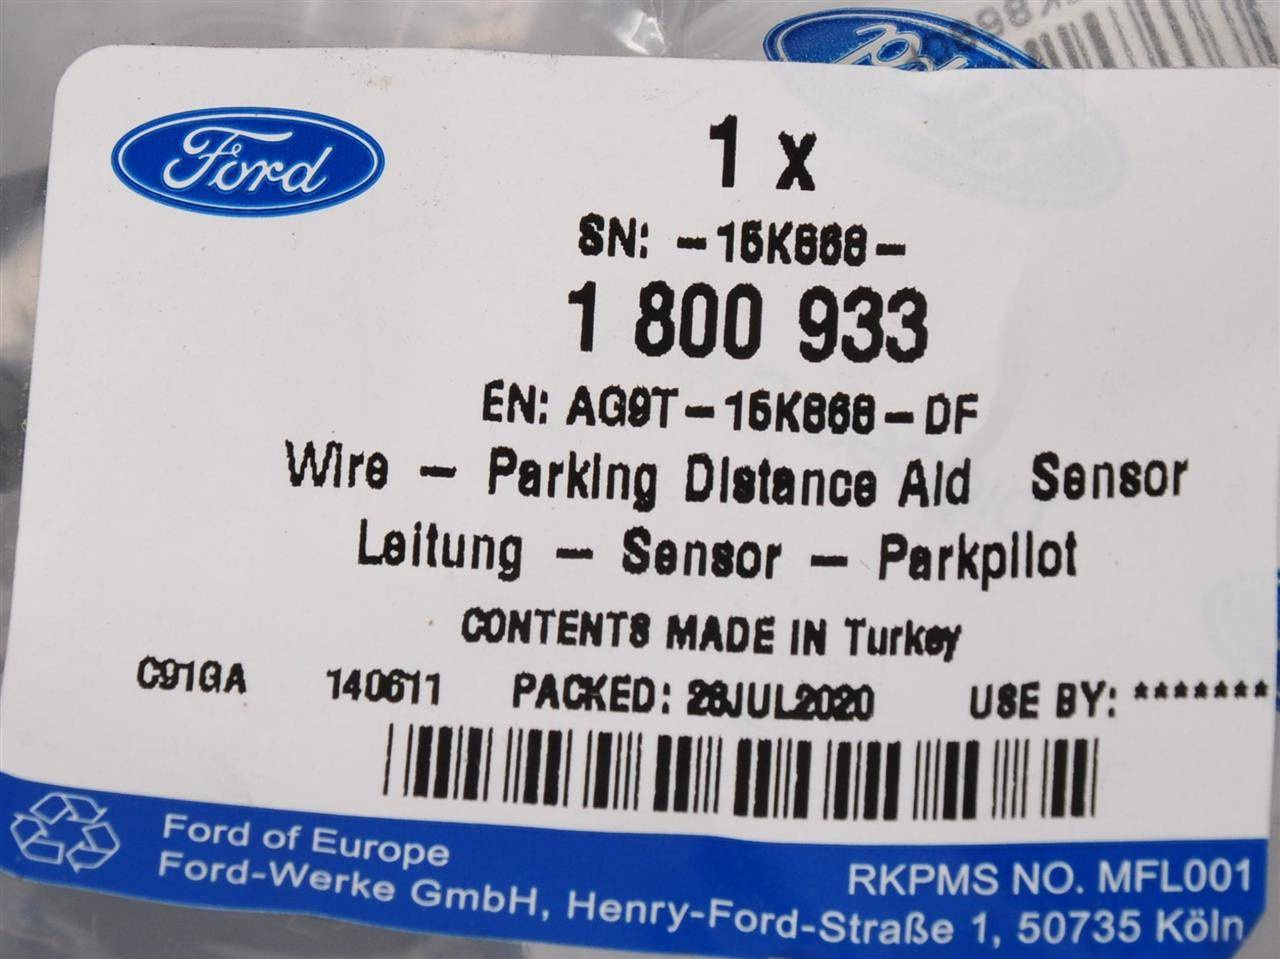 Ford
1 x
SN: -15K868-
1 800 933
EN: AG9T-15K868-DF
Wire - Parking Distance Aid Sensor
Leitung - Sensor - Parkpilot
CONTENTS MADE IN Turkey
C91GA 140611 PACKED: 28JUL2020 USE BY: *******
Ford of Europe
Ford-Werke GmbH, Henry-Ford-Straße 1, 50735 Köln
RKPMS NO. MFL001